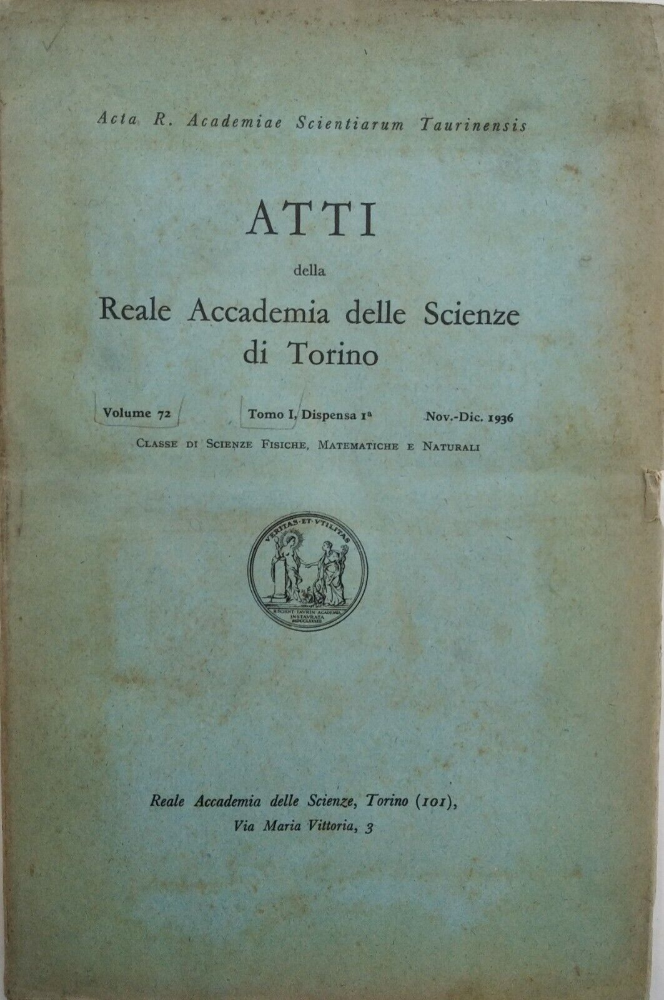 Acta R. Academiae Scientiarum Taurinensis
ATTI
della
Reale Accademia delle Scienze
di Torino
Volume 72 Tomo I, Dispensa 1ª Nov.-Dic. 1936
CLASSE DI SCIENZE FISICHE, MATEMATICHE E NATURALI
VERITAS·ET·VTILITAS
R·SCIENT TAVRIN ACADEMIA
INSTAVRATA
MDCCLXXXIII
Reale Accademia delle Scienze, Torino (101),
Via Maria Vittoria, 3